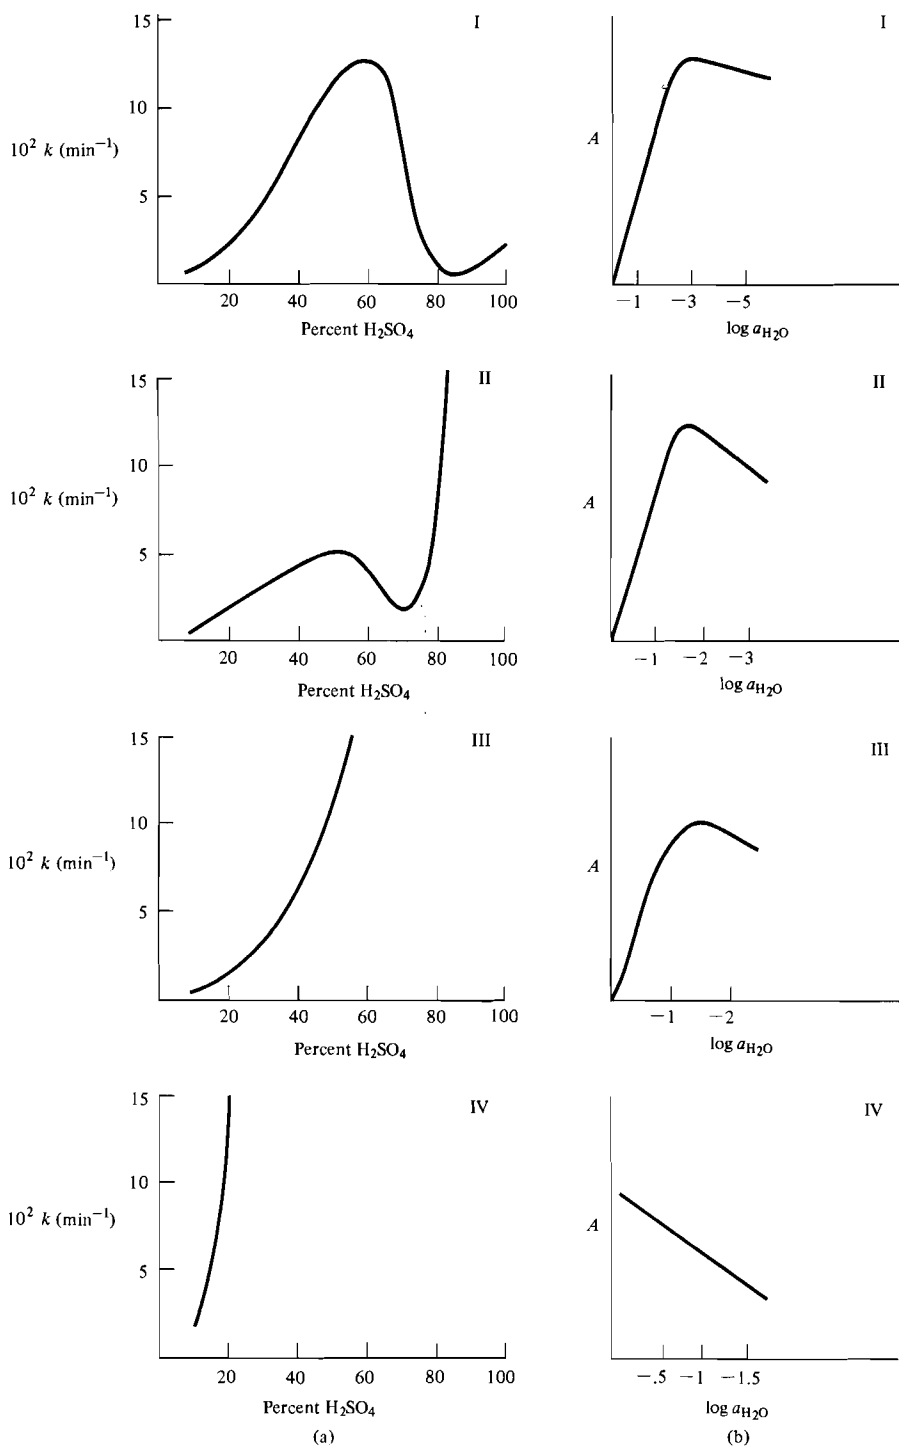 I
15
10
5
10² k (min⁻¹)
20 40 60 80 100
Percent H₂SO₄
I
A
−1 −3 −5
log a_H₂O
II
15
10
5
10² k (min⁻¹)
20 40 60 80 100
Percent H₂SO₄
II
A
−1 −2 −3
log a_H₂O
III
15
10
5
10² k (min⁻¹)
20 40 60 80 100
Percent H₂SO₄
III
A
−1 −2
log a_H₂O
IV
15
10
5
10² k (min⁻¹)
20 40 60 80 100
Percent H₂SO₄
(a)
IV
A
−.5 −1 −1.5
log a_H₂O
(b)